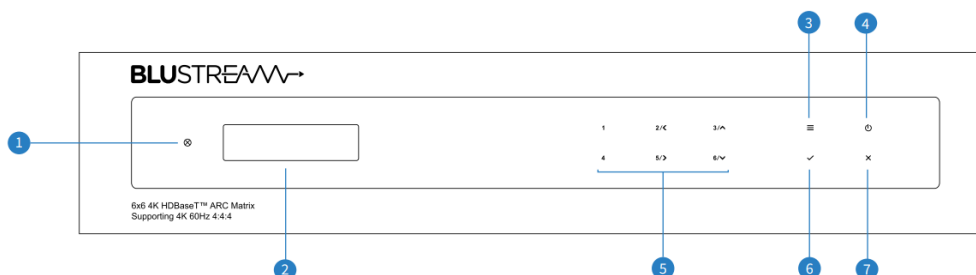 3 4
BLUSTREAM
1 1 2/< 3/^
4 5/> 6/v
6x6 4K HDBaseT™ ARC Matrix
Supporting 4K 60Hz 4:4:4
2 5 6 7